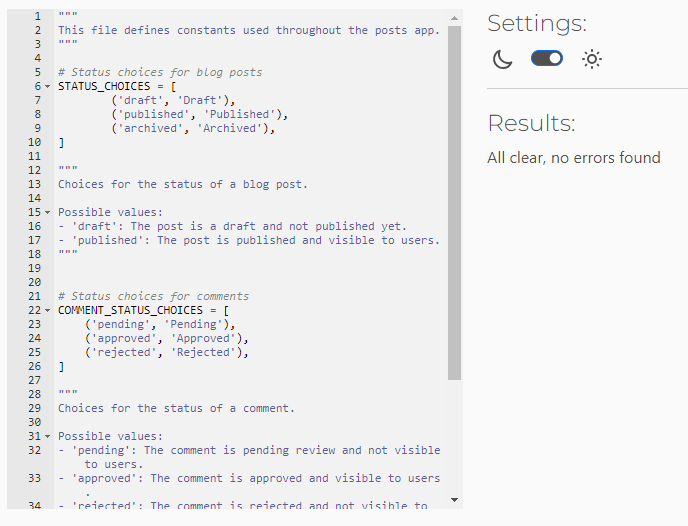 1 """
2 This file defines constants used throughout the posts app.
3 """
4
5 # Status choices for blog posts
6 STATUS_CHOICES = [
7 ('draft', 'Draft'),
8 ('published', 'Published'),
9 ('archived', 'Archived'),
10 ]
11
12 """
13 Choices for the status of a blog post.
14
15 Possible values:
16 - 'draft': The post is a draft and not published yet.
17 - 'published': The post is published and visible to users.
18 """
19
20
21 # Status choices for comments
22 COMMENT_STATUS_CHOICES = [
23 ('pending', 'Pending'),
24 ('approved', 'Approved'),
25 ('rejected', 'Rejected'),
26 ]
27
28 """
29 Choices for the status of a comment.
30
31 Possible values:
32 - 'pending': The comment is pending review and not visible
to users.
33 - 'approved': The comment is approved and visible to users
.
34 - 'rejected': The comment is rejected and not visible to
Settings:
Results:
All clear, no errors found